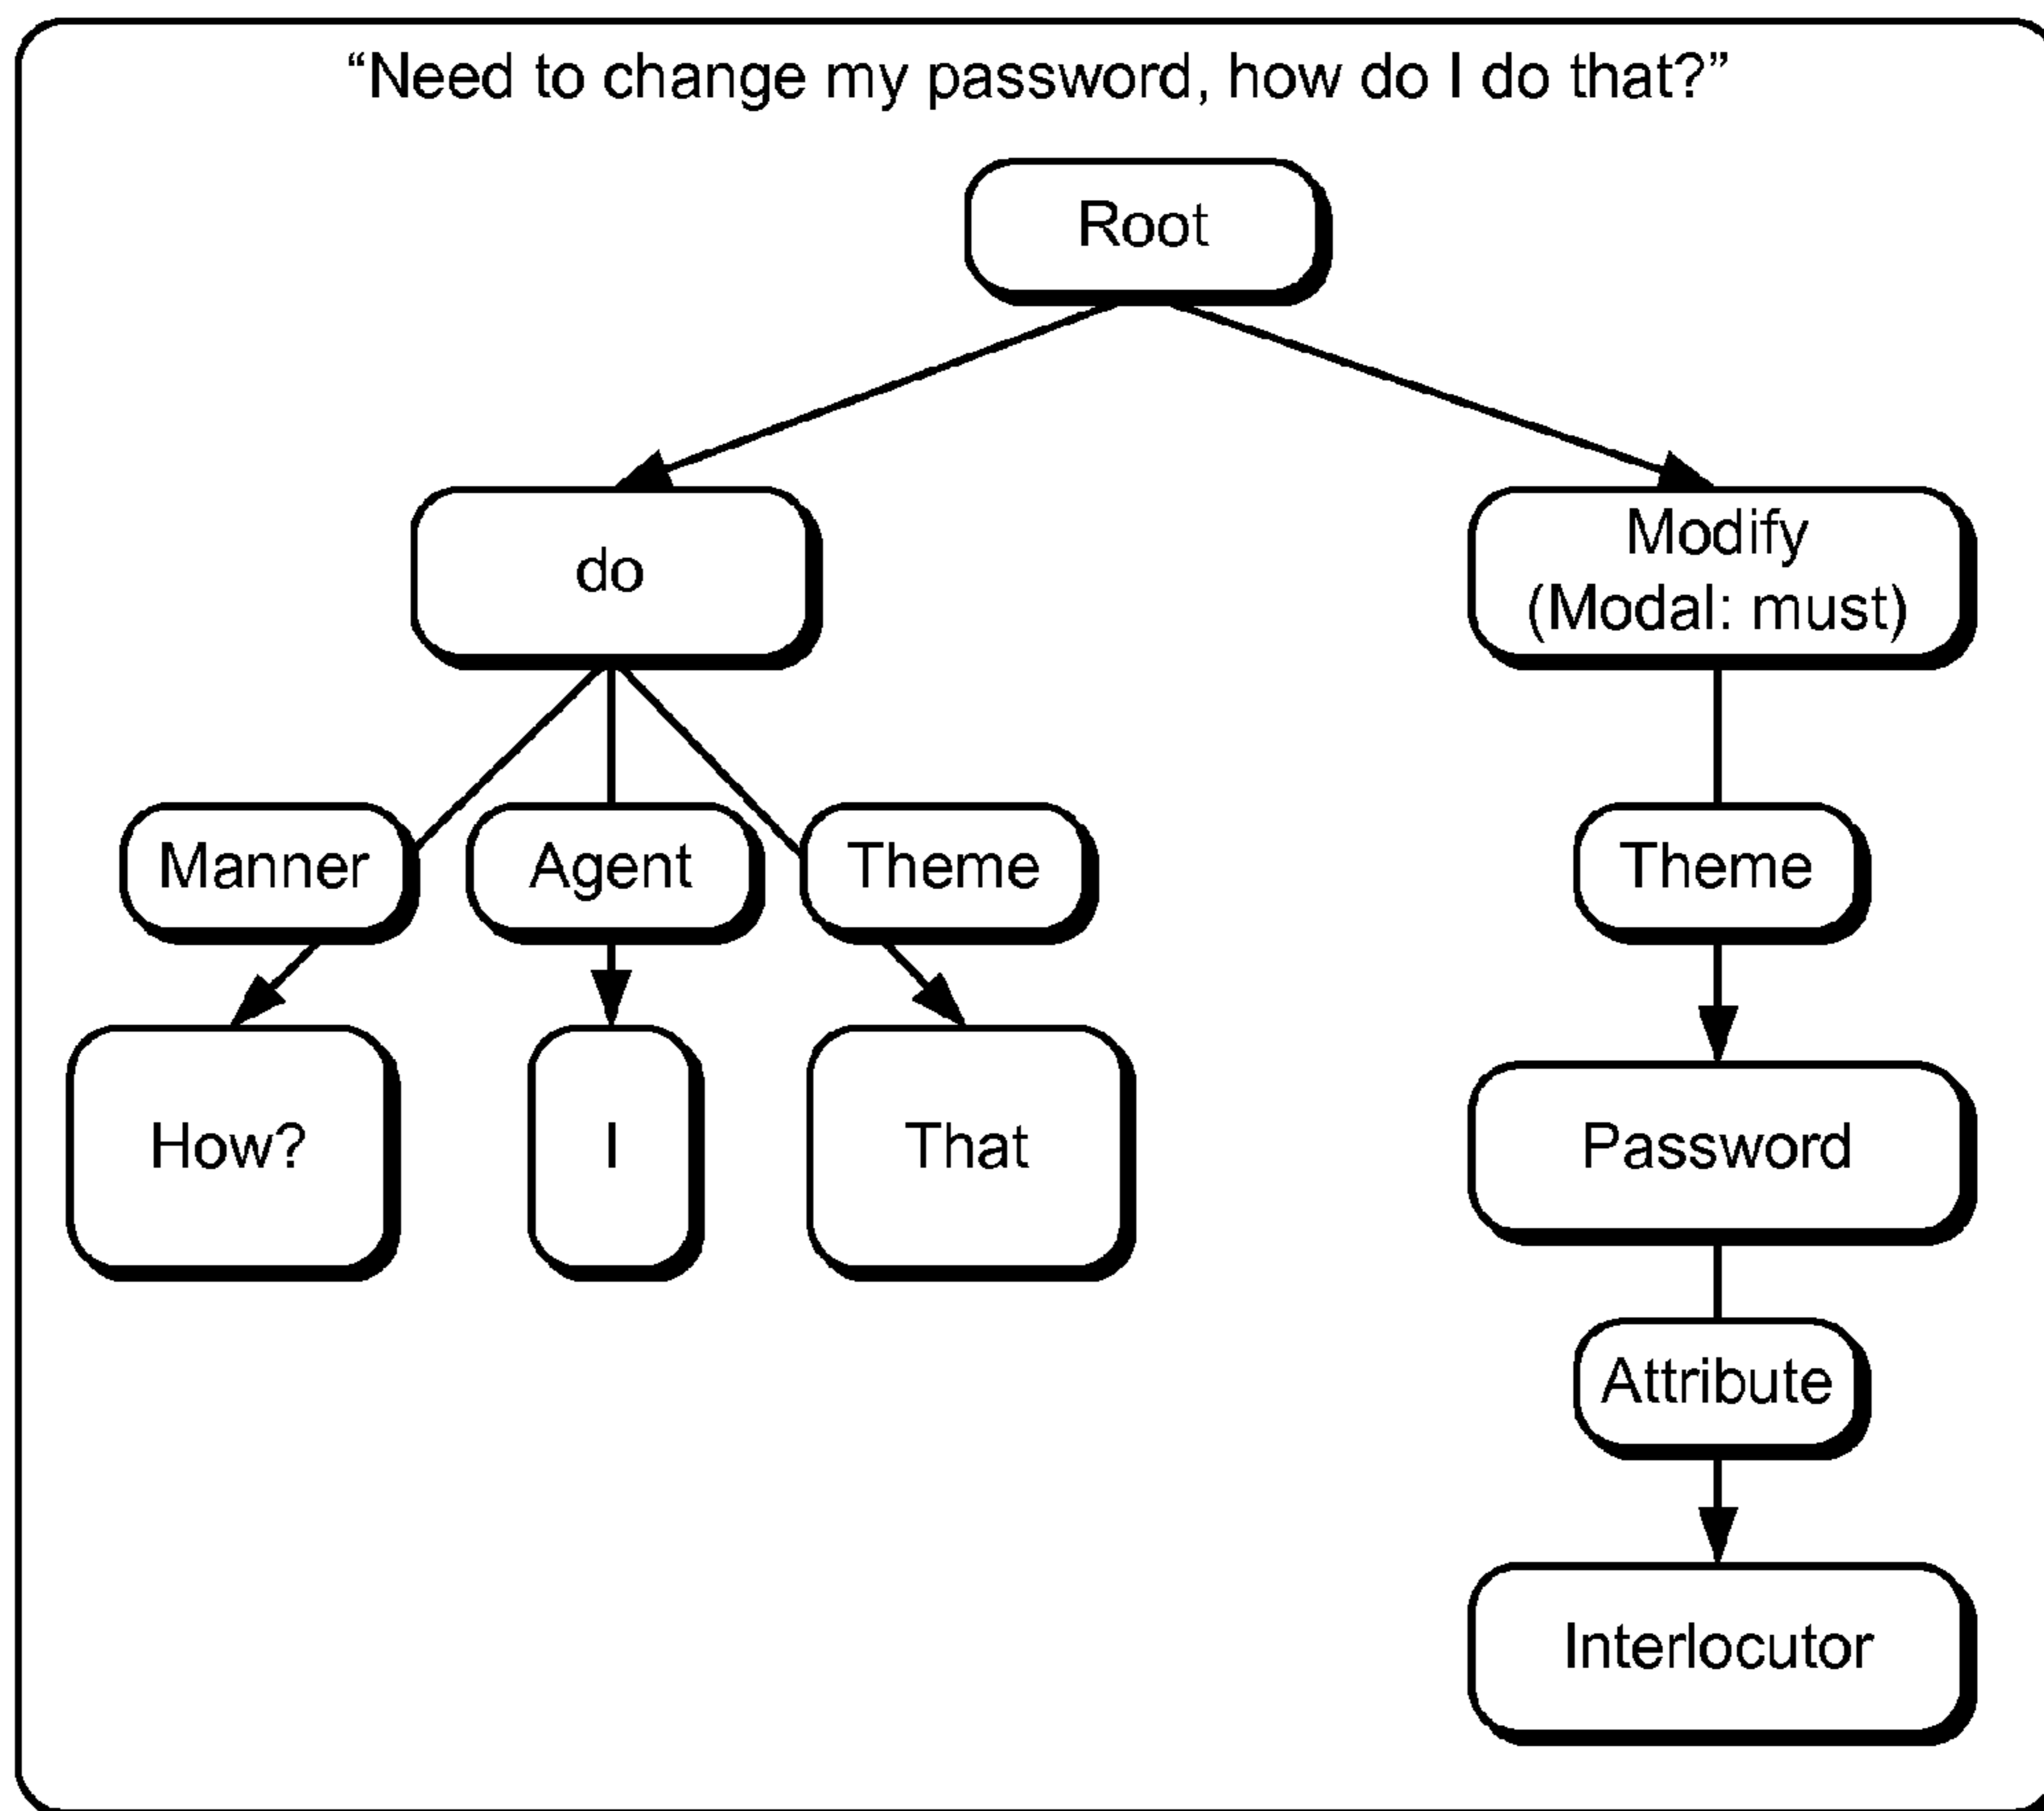 “Need to change my password, how do I do that?”
Root
do
Modify
(Modal: must)
Manner
Agent
Theme
Theme
How?
I
That
Password
Attribute
Interlocutor